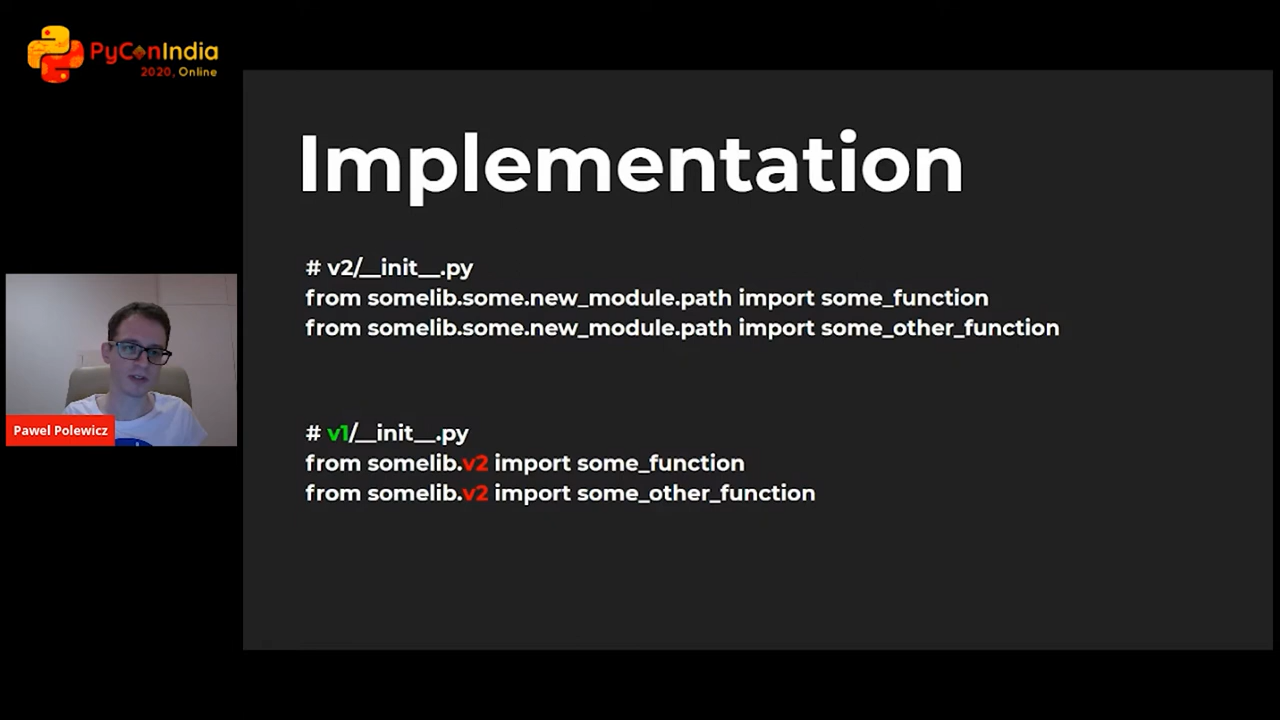 PyConIndia
2020, Online
Implementation
# v2/__init__.py
from somelib.some.new_module.path import some_function
from somelib.some.new_module.path import some_other_function
# v1/__init__.py
from somelib.v2 import some_function
from somelib.v2 import some_other_function
Pawel Polewicz